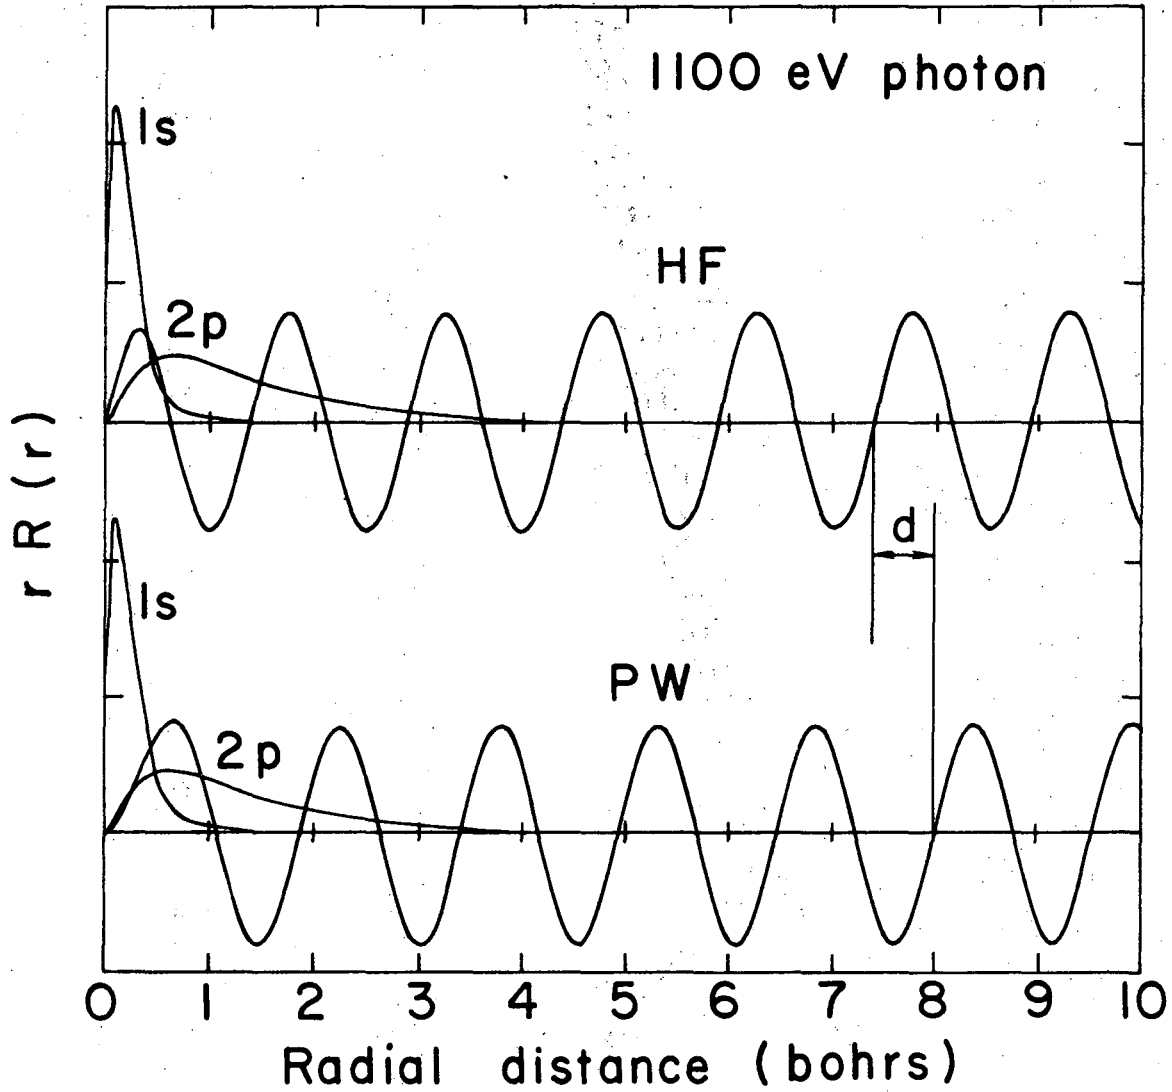 1100 eV photon
1s
HF
2p
r R (r)
d
1s
PW
2p
0 1 2 3 4 5 6 7 8 9 10
Radial distance (bohrs)